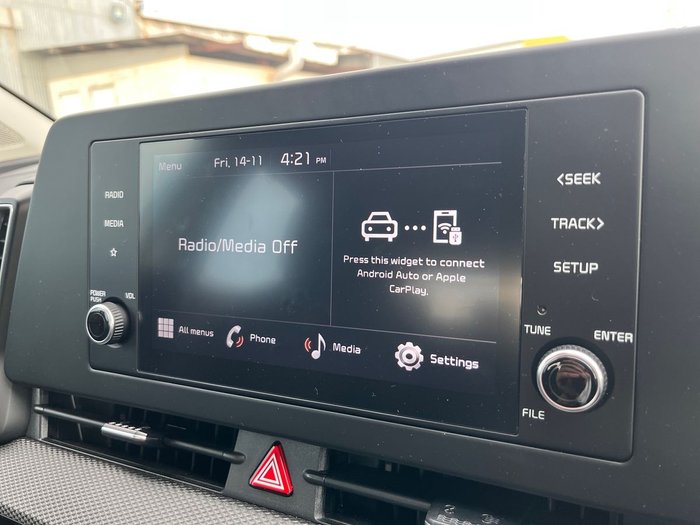 Menu
Fri, 14-11
4:21 PM
RADIO
MEDIA
POWER
PUSH
VOL
Radio/Media Off
Press this widget to connect
Android Auto or Apple
CarPlay.
All menus
Phone
Media
Settings
<SEEK
TRACK>
SETUP
TUNE
ENTER
FILE